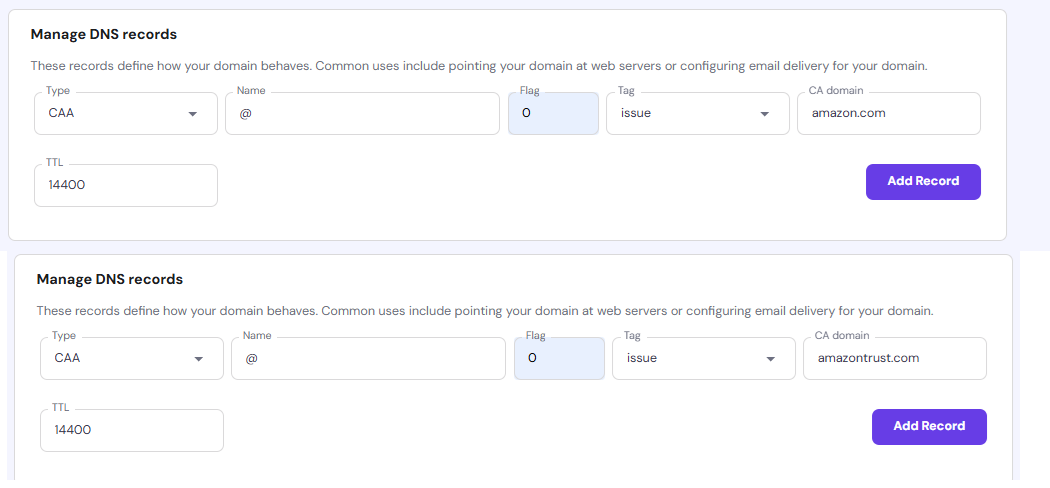 Manage DNS records
These records define how your domain behaves. Common uses include pointing your domain at web servers or configuring email delivery for your domain.
Type Name Flag Tag CA domain
CAA @ 0 issue amazon.com
TTL
14400 Add Record
Manage DNS records
These records define how your domain behaves. Common uses include pointing your domain at web servers or configuring email delivery for your domain.
Type Name Flag Tag CA domain
CAA @ 0 issue amazontrust.com
TTL
14400 Add Record